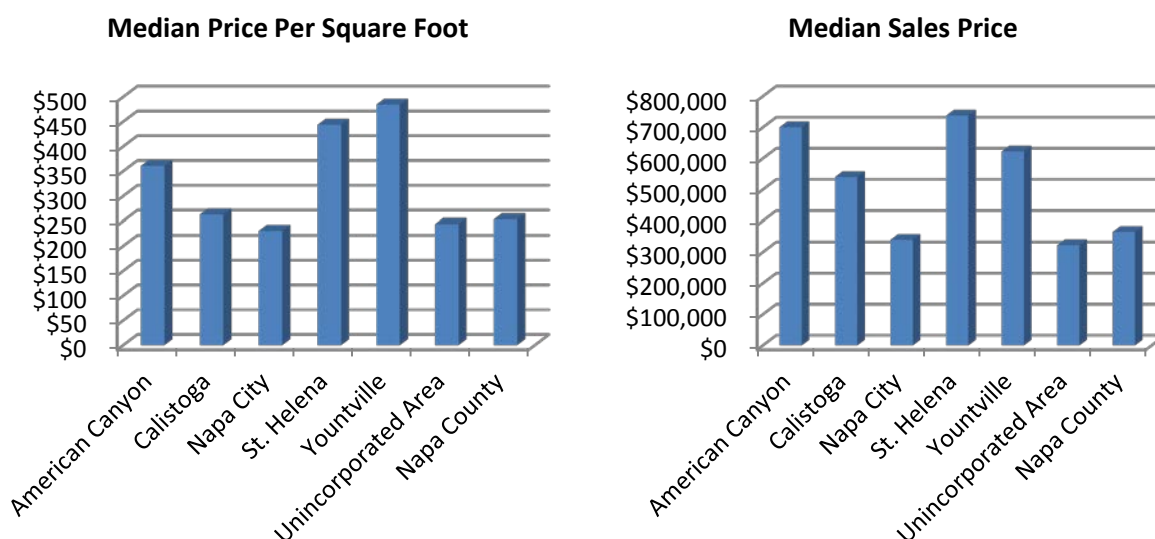 Median Price Per Square Foot
$500
$450
$400
$350
$300
$250
$200
$150
$100
$50
$0
American Canyon
Calistoga
Napa City
St. Helena
Yountville
Unincorporated Area
Napa County
Median Sales Price
$800,000
$700,000
$600,000
$500,000
$400,000
$300,000
$200,000
$100,000
$0
American Canyon
Calistoga
Napa City
St. Helena
Yountville
Unincorporated Area
Napa County